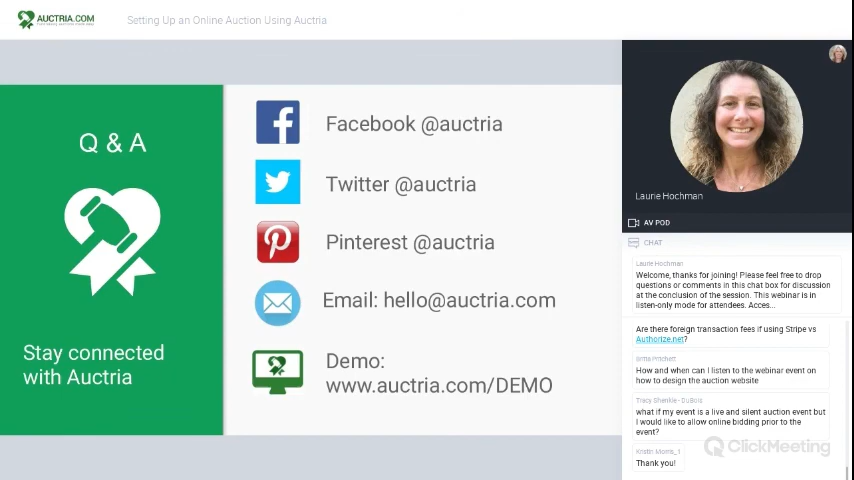 AUCTRIA.COM
Setting Up an Online Auction Using Auctria
Q & A
Stay connected
with Auctria
Facebook @auctria
Twitter @auctria
Pinterest @auctria
Email: hello@auctria.com
Demo:
www.auctria.com/DEMO
Laurie Hochman
AV POD
CHAT
Laurie Hochman
Welcome, thanks for joining! Please feel free to drop
questions or comments in this chat box for discussion
at the conclusion of the session. This webinar is in
listen-only mode for attendees. Acces...
Are there foreign transaction fees if using Stripe vs
Authorize.net?
Pritchett
How and when can I listen to the webinar event on
how to design the auction website
Tracy Shenkle - DuBois
what if my event is a live and silent auction event but
I would like to allow online bidding prior to the
event?
ClickMeeting
Kristin Morris_1
Thank you!